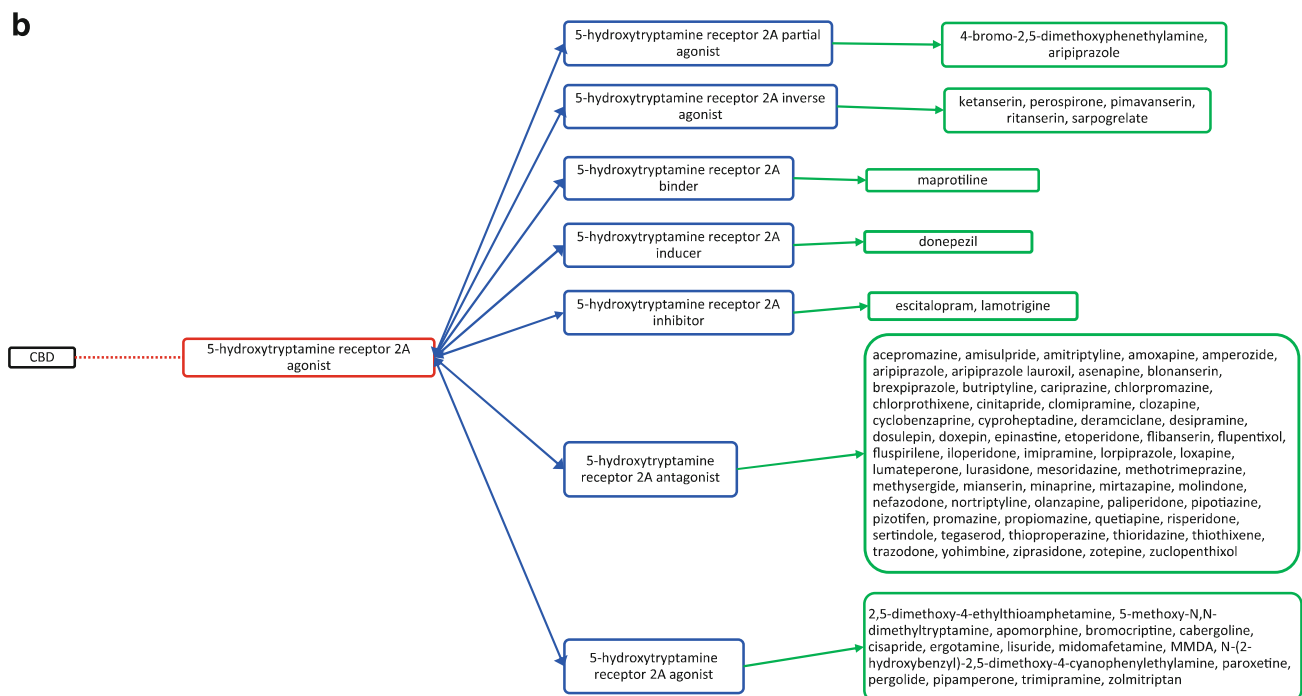 b
CBD
5-hydroxytryptamine receptor 2A
agonist
5-hydroxytryptamine receptor 2A partial
agonist
4-bromo-2,5-dimethoxyphenethylamine,
aripiprazole
5-hydroxytryptamine receptor 2A inverse
agonist
ketanserin, perospirone, pimavanserin,
ritanserin, sarpogrelate
5-hydroxytryptamine receptor 2A
binder
maprotiline
5-hydroxytryptamine receptor 2A
inducer
donepezil
5-hydroxytryptamine receptor 2A
inhibitor
escitalopram, lamotrigine
5-hydroxytryptamine
receptor 2A antagonist
acepromazine, amisulpride, amitriptyline, amoxapine, amperozide,
aripiprazole, aripiprazole lauroxil, asenapine, blonanserin,
brexpiprazole, butriptyline, cariprazine, chlorpromazine,
chlorprothixene, cinitapride, clomipramine, clozapine,
cyclobenzaprine, cyproheptadine, deramciclane, desipramine,
dosulepin, doxepin, epinastine, etoperidone, flibanserin, flupentixol,
fluspirilene, iloperidone, imipramine, lorpiprazole, loxapine,
lumateperone, lurasidone, mesoridazine, methotrimeprazine,
methysergide, mianserin, minaprine, mirtazapine, molindone,
nefazodone, nortriptyline, olanzapine, paliperidone, pipotiazine,
pizotifen, promazine, propiomazine, quetiapine, risperidone,
sertindole, tegaserod, thioproperazine, thioridazine, thiothixene,
trazodone, yohimbine, ziprasidone, zotepine, zuclopenthixol
5-hydroxytryptamine
receptor 2A agonist
2,5-dimethoxy-4-ethylthioamphetamine, 5-methoxy-N,N-
dimethyltryptamine, apomorphine, bromocriptine, cabergoline,
cisapride, ergotamine, lisuride, midomafetamine, MMDA, N-(2-
hydroxybenzyl)-2,5-dimethoxy-4-cyanophenylethylamine, paroxetine,
pergolide, pipamperone, trimipramine, zolmitriptan